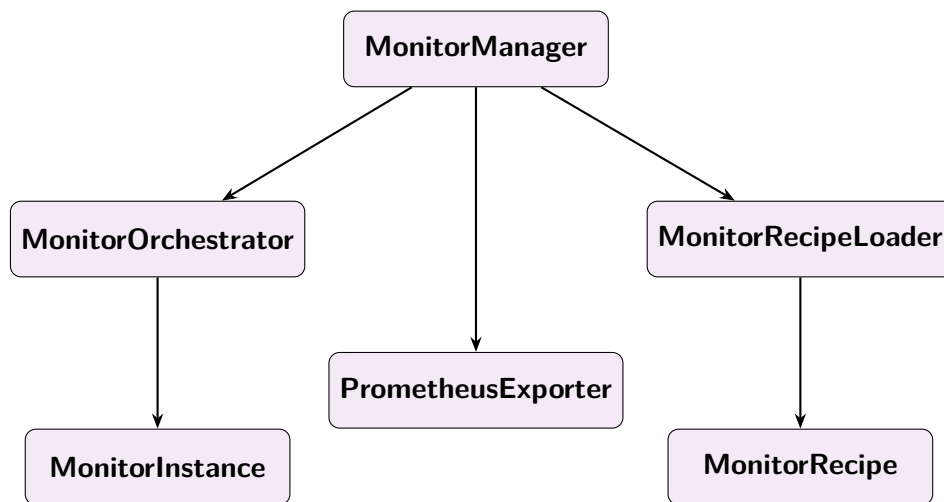 MonitorManager
MonitorOrchestrator
MonitorRecipeLoader
PrometheusExporter
MonitorInstance
MonitorRecipe